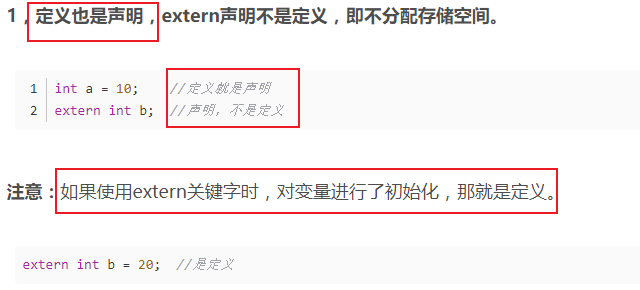 1，定义也是声明，extern声明不是定义，即不分配存储空间。
1 int a = 10; //定义就是声明
2 extern int b; //声明，不是定义
注意：如果使用extern关键字时，对变量进行了初始化，那就是定义。
extern int b = 20; //是定义